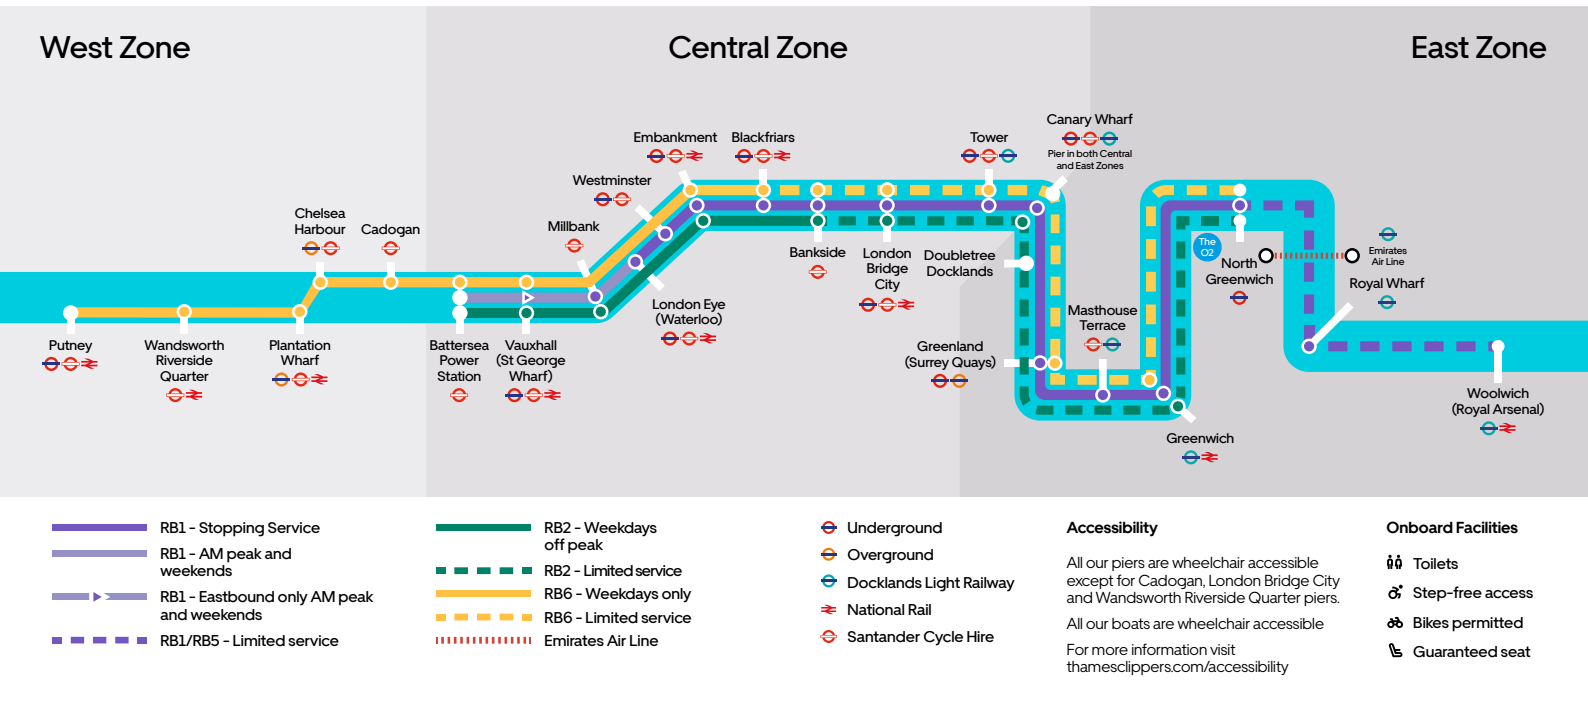 West Zone
Central Zone
East Zone
Canary Wharf
Pier in both Central
and East Zones
Embankment
Blackfriars
Tower
Westminster
Millbank
Chelsea
Harbour
Cadogan
Bankside
London
Bridge
City
Doubletree
Docklands
The
O2
North
Greenwich
Emirates
Air Line
Royal Wharf
London Eye
(Waterloo)
Masthouse
Terrace
Putney
Wandsworth
Riverside
Quarter
Plantation
Wharf
Battersea
Power
Station
Vauxhall
(St George
Wharf)
Greenland
(Surrey Quays)
Greenwich
Woolwich
(Royal Arsenal)
RB1 - Stopping Service
RB1 - AM peak and
weekends
RB1 - Eastbound only AM peak
and weekends
RB1/RB5 - Limited service
RB2 - Weekdays
off peak
RB2 - Limited service
RB6 - Weekdays only
RB6 - Limited service
Emirates Air Line
Underground
Overground
Docklands Light Railway
National Rail
Santander Cycle Hire
Accessibility
All our piers are wheelchair accessible
except for Cadogan, London Bridge City
and Wandsworth Riverside Quarter piers.
All our boats are wheelchair accessible
For more information visit
thamesclippers.com/accessibility
Onboard Facilities
Toilets
Step-free access
Bikes permitted
Guaranteed seat